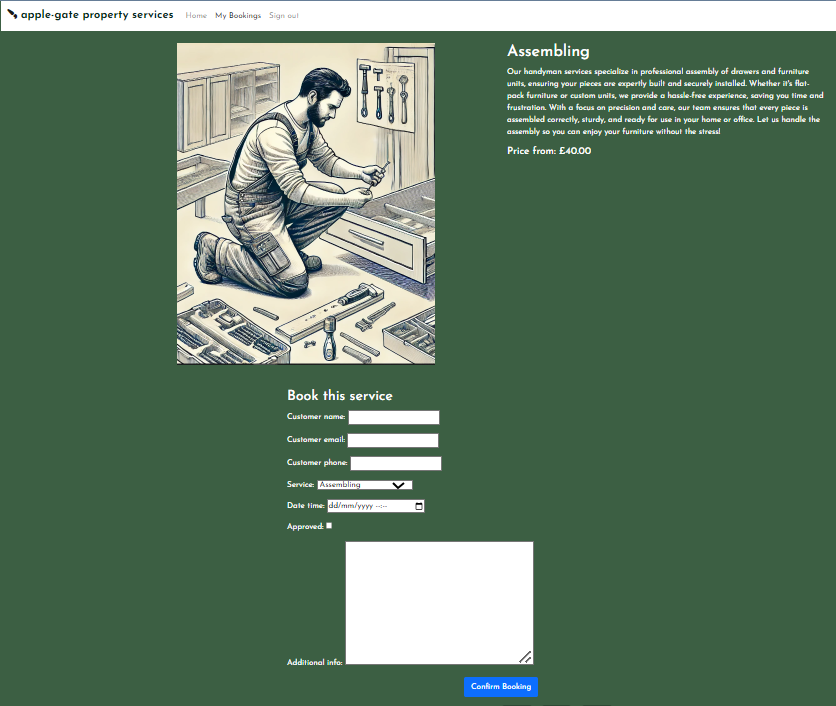 apple-gate property services Home My Bookings Sign out
Assembling
Our handyman services specialize in professional assembly of drawers and furniture
units, ensuring your pieces are expertly built and securely installed. Whether it's flat-
pack furniture or custom units, we provide a hassle-free experience, saving you time and
frustration. With a focus on precision and care, our team ensures that every piece is
assembled correctly, sturdy, and ready for use in your home or office. Let us handle the
assembly so you can enjoy your furniture without the stress!
Price from: £40.00
Book this service
Customer name:
Customer email:
Customer phone:
Service: Assembling
Date time: dd/mm/yyyy --:--
Approved:
Additional info:
Confirm Booking